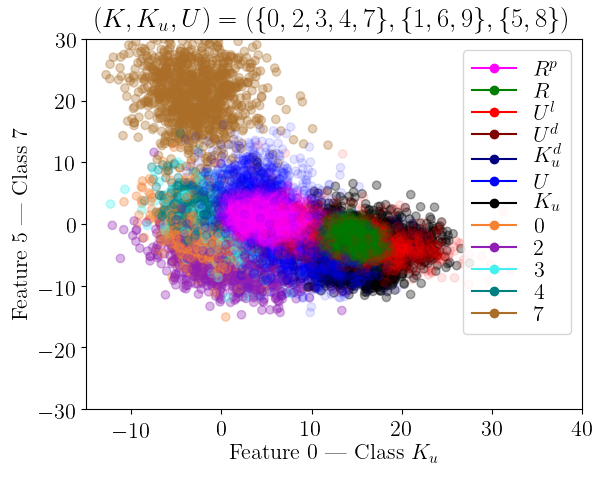 (K, K_u, U) = ({0, 2, 3, 4, 7}, {1, 6, 9}, {5, 8})
30
20
10
0
−10
−20
−30
Feature 5 — Class 7
R^p
R
U^l
U^d
K_u^d
U
K_u
0
2
3
4
7
−10
0
10
20
30
40
Feature 0 — Class K_u